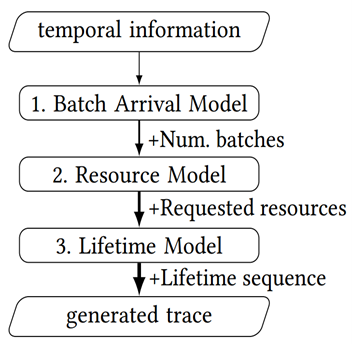 temporal information
1. Batch Arrival Model
+Num. batches
2. Resource Model
+Requested resources
3. Lifetime Model
+Lifetime sequence
generated trace